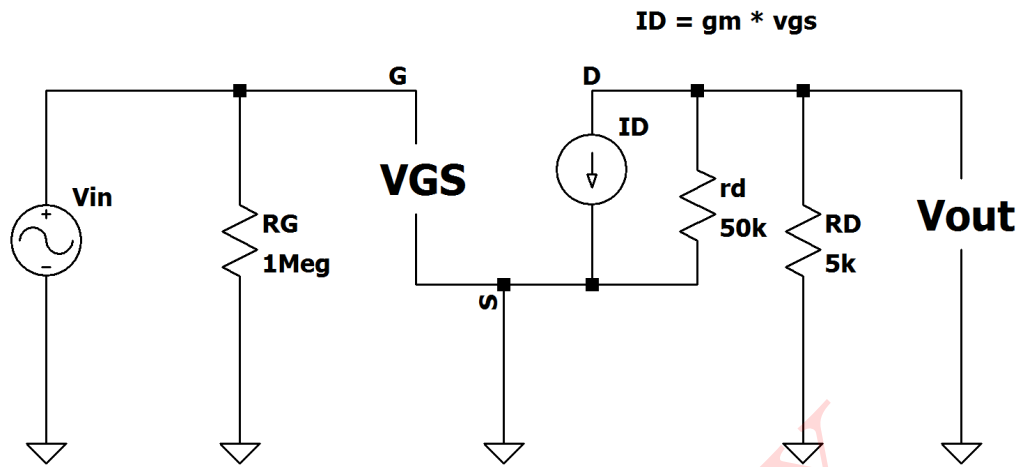 ID = gm * vgs
G
D
ID
VGS
Vin
rd
50k
RG
1Meg
RD
5k
Vout
S